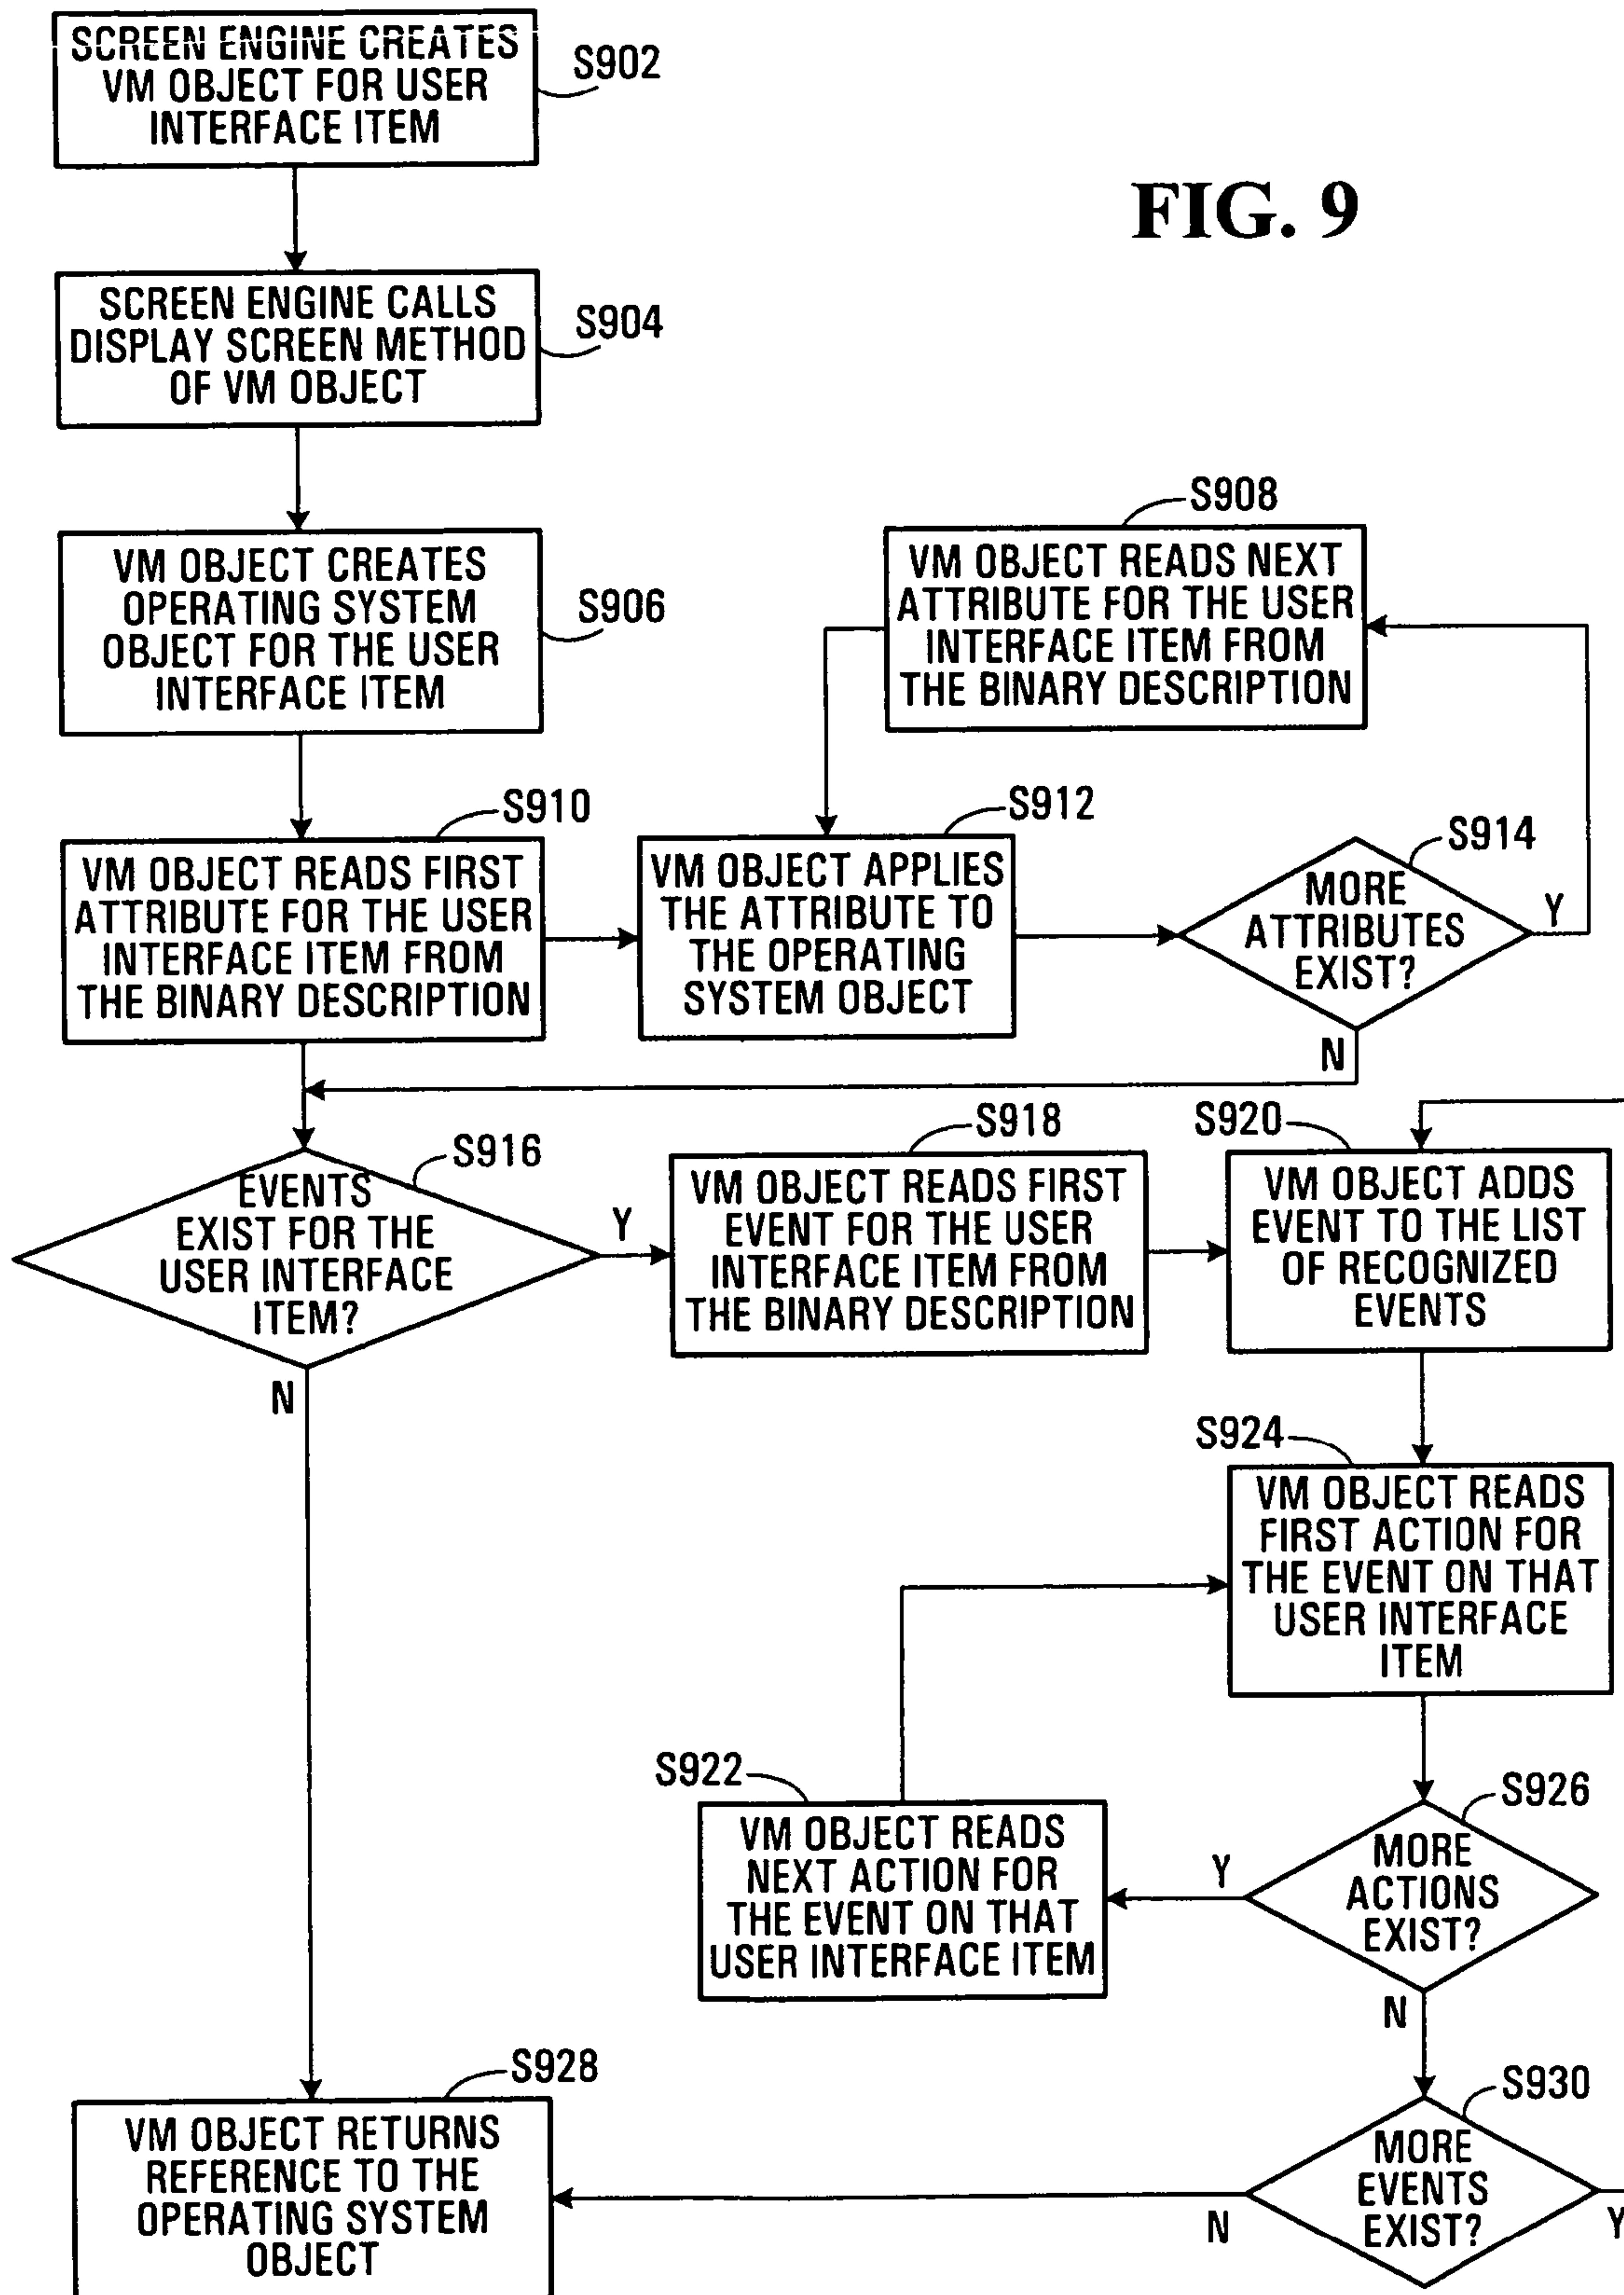 SCREEN ENGINE CREATES
VM OBJECT FOR USER
INTERFACE ITEM
S902
FIG. 9
SCREEN ENGINE CALLS
DISPLAY SCREEN METHOD
OF VM OBJECT
S904
VM OBJECT CREATES
OPERATING SYSTEM
OBJECT FOR THE USER
INTERFACE ITEM
S906
S908
VM OBJECT READS NEXT
ATTRIBUTE FOR THE USER
INTERFACE ITEM FROM
THE BINARY DESCRIPTION
S910
VM OBJECT READS FIRST
ATTRIBUTE FOR THE USER
INTERFACE ITEM FROM
THE BINARY DESCRIPTION
S912
VM OBJECT APPLIES
THE ATTRIBUTE TO
THE OPERATING
SYSTEM OBJECT
S914
MORE
ATTRIBUTES
EXIST?
Y
N
S916
EVENTS
EXIST FOR THE
USER INTERFACE
ITEM?
Y
N
S918
VM OBJECT READS FIRST
EVENT FOR THE USER
INTERFACE ITEM FROM
THE BINARY DESCRIPTION
S920
VM OBJECT ADDS
EVENT TO THE LIST
OF RECOGNIZED
EVENTS
S924
VM OBJECT READS
FIRST ACTION FOR
THE EVENT ON THAT
USER INTERFACE
ITEM
S922
VM OBJECT READS
NEXT ACTION FOR
THE EVENT ON THAT
USER INTERFACE ITEM
S926
MORE
ACTIONS
EXIST?
Y
N
S928
VM OBJECT RETURNS
REFERENCE TO THE
OPERATING SYSTEM
OBJECT
S930
MORE
EVENTS
EXIST?
N
Y